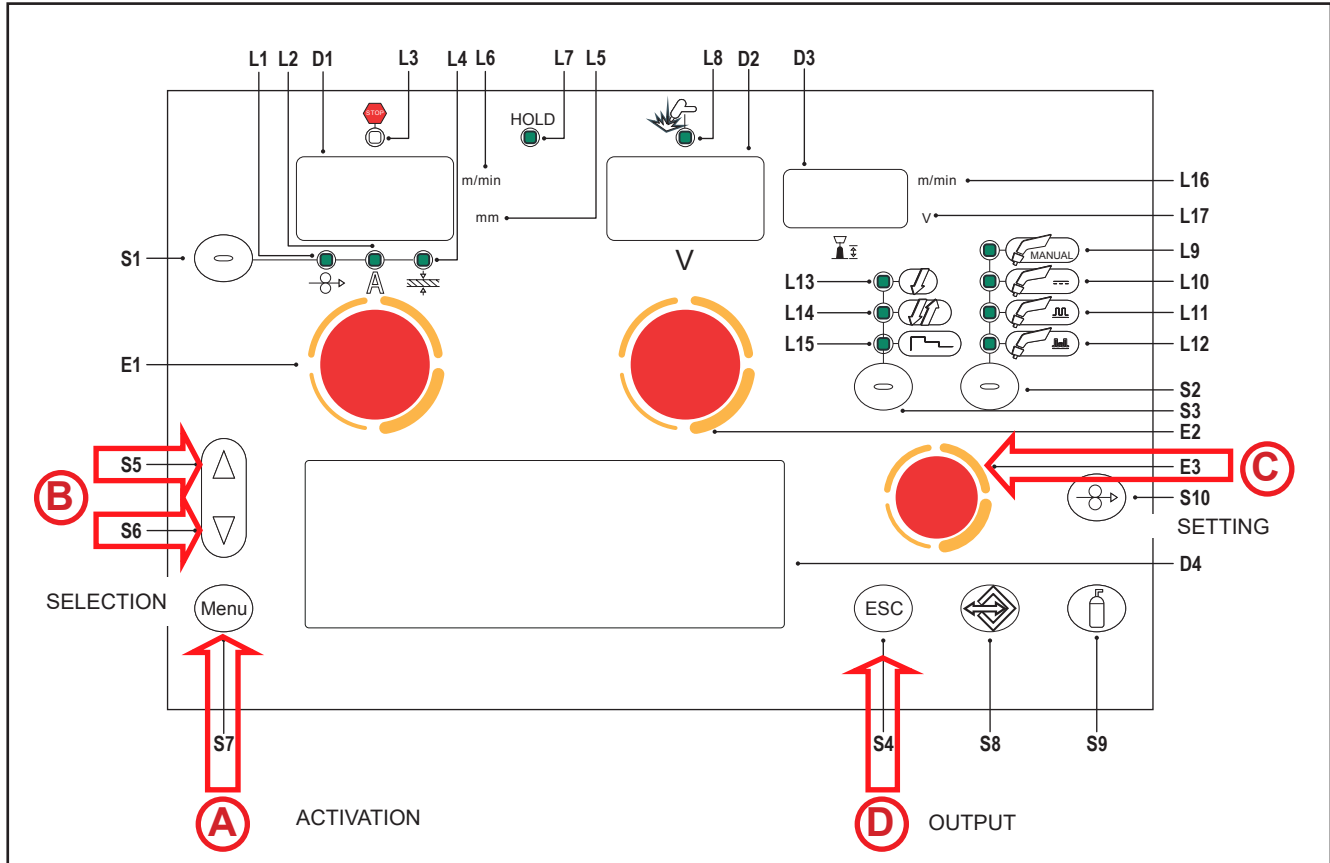 L1 L2 D1 L3 L4 L6 L7 L5 L8 D2 D3
STOP
HOLD
m/min
m/min
L16
mm
V
L17
S1
A
V
MANUAL
L9
L13
L10
L14
L11
L15
L12
E1
S2
S3
E2
S5
E3
C
B
S10
S6
SETTING
D4
SELECTION
Menu
ESC
S7
S4
S8
S9
A
ACTIVATION
D
OUTPUT